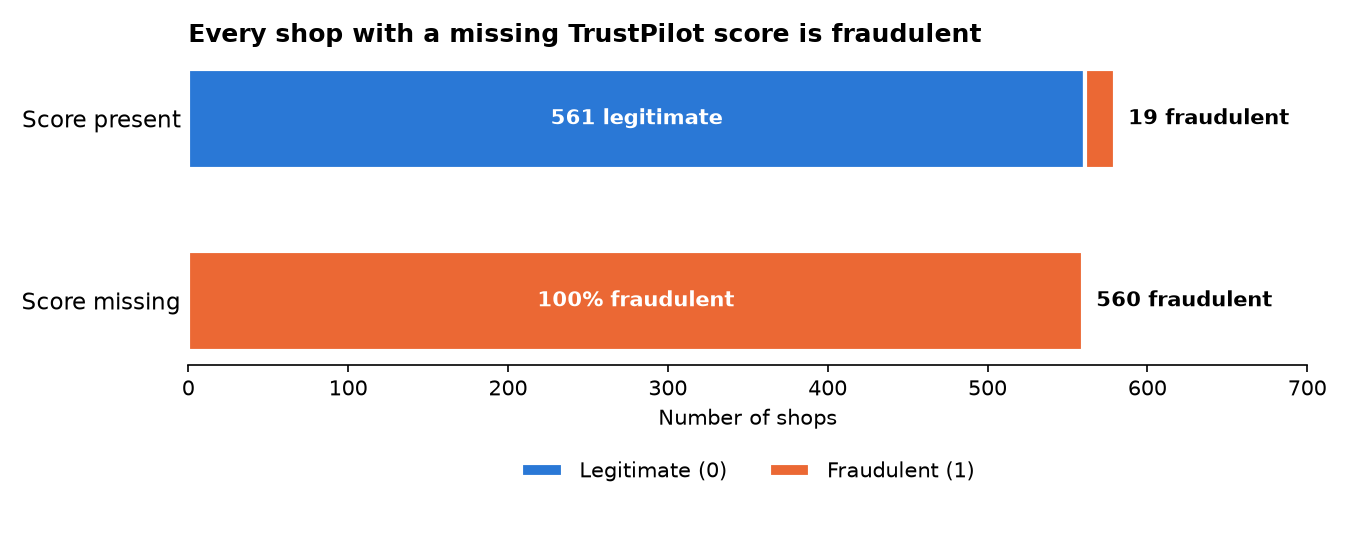 Every shop with a missing TrustPilot score is fraudulent
Score present
561 legitimate
19 fraudulent
Score missing
100% fraudulent
560 fraudulent
0 100 200 300 400 500 600 700
Number of shops
Legitimate (0) Fraudulent (1)